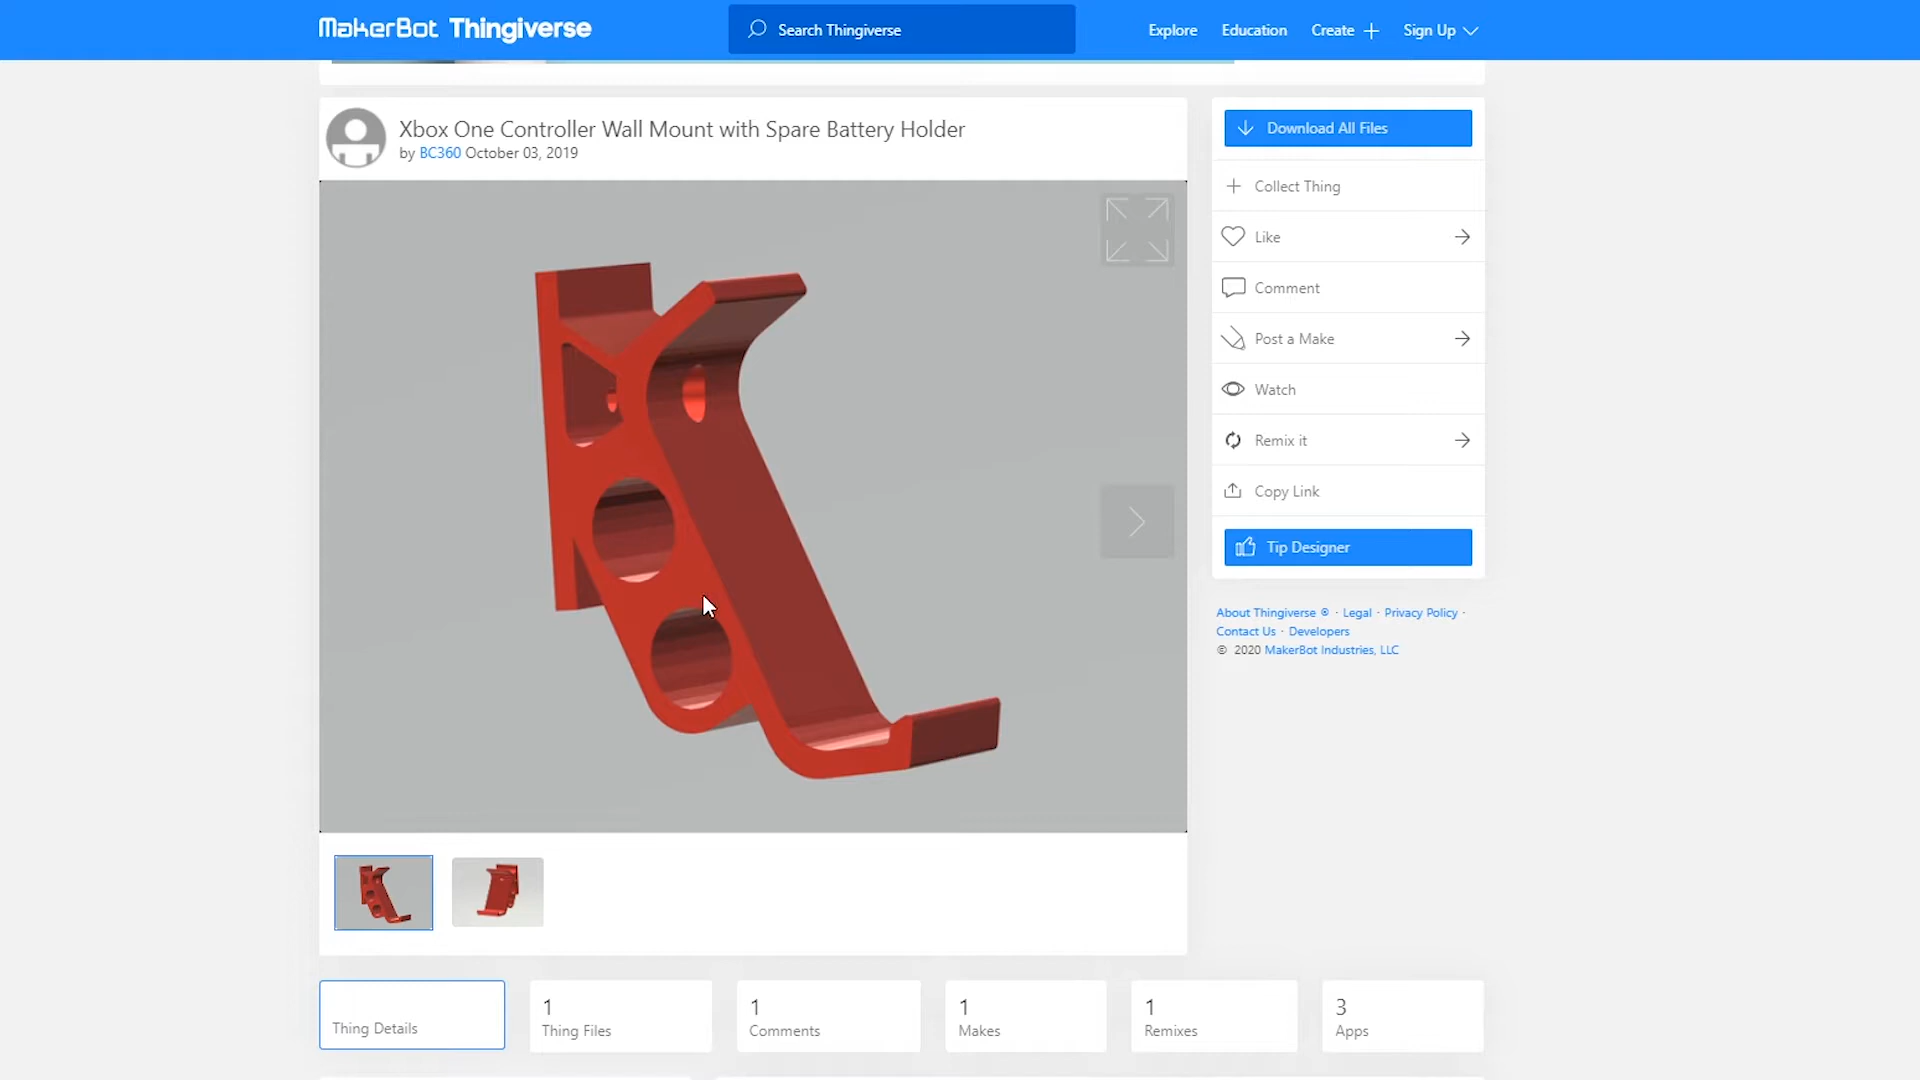 MakerBot Thingiverse
Search Thingiverse
Explore
Education
Create
Sign Up
Xbox One Controller Wall Mount with Spare Battery Holder
by BC360 October 03, 2019
Download All Files
Collect Thing
Like
Comment
Post a Make
Watch
Remix it
Copy Link
Tip Designer
About Thingiverse ® · Legal · Privacy Policy ·
Contact Us · Developers
© 2020 MakerBot Industries, LLC
Thing Details
1
Thing Files
1
Comments
1
Makes
1
Remixes
3
Apps